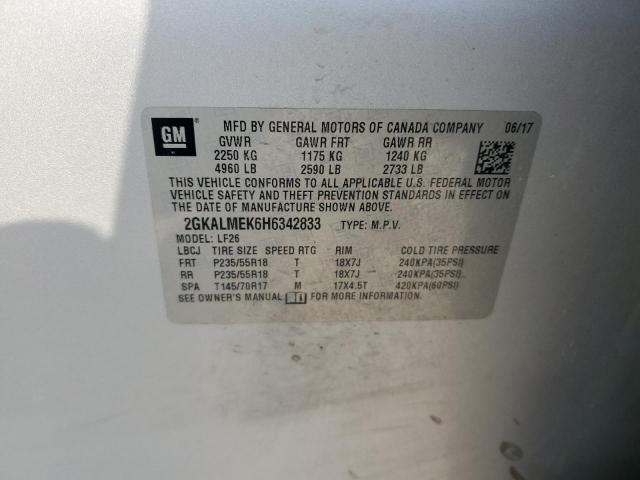 GM
MFD BY GENERAL MOTORS OF CANADA COMPANY 06/17
GVWR GAWR FRT GAWR RR
2250 KG 1175 KG 1240 KG
4960 LB 2590 LB 2733 LB
THIS VEHICLE CONFORMS TO ALL APPLICABLE U.S. FEDERAL MOTOR
VEHICLE SAFETY AND THEFT PREVENTION STANDARDS IN EFFECT ON
THE DATE OF MANUFACTURE SHOWN ABOVE.
2GKALMEK6H6342833 TYPE: M.P.V.
MODEL: LF26
LBCJ TIRE SIZE SPEED RTG RIM COLD TIRE PRESSURE
FRT P235/55R18 T 18X7J 240KPA(35PSI)
RR P235/55R18 T 18X7J 240KPA(35PSI)
SPA T145/70R17 M 17X4.5T 420KPA(60PSI)
SEE OWNER'S MANUAL FOR MORE INFORMATION.